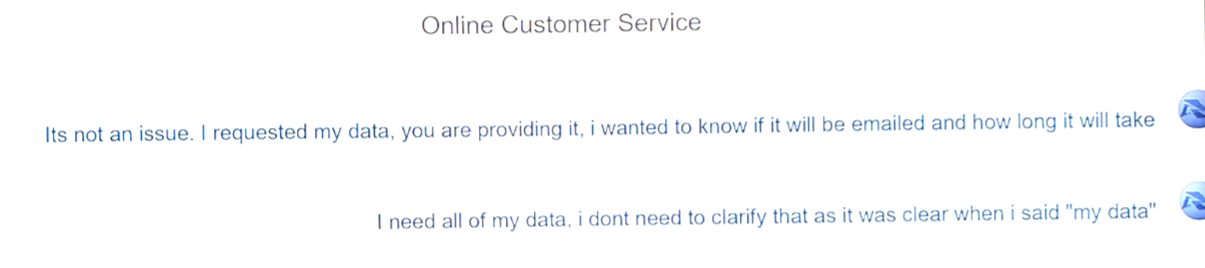 Online Customer Service
Its not an issue. I requested my data, you are providing it, i wanted to know if it will be emailed and how long it will take
I need all of my data, i dont need to clarify that as it was clear when i said "my data"